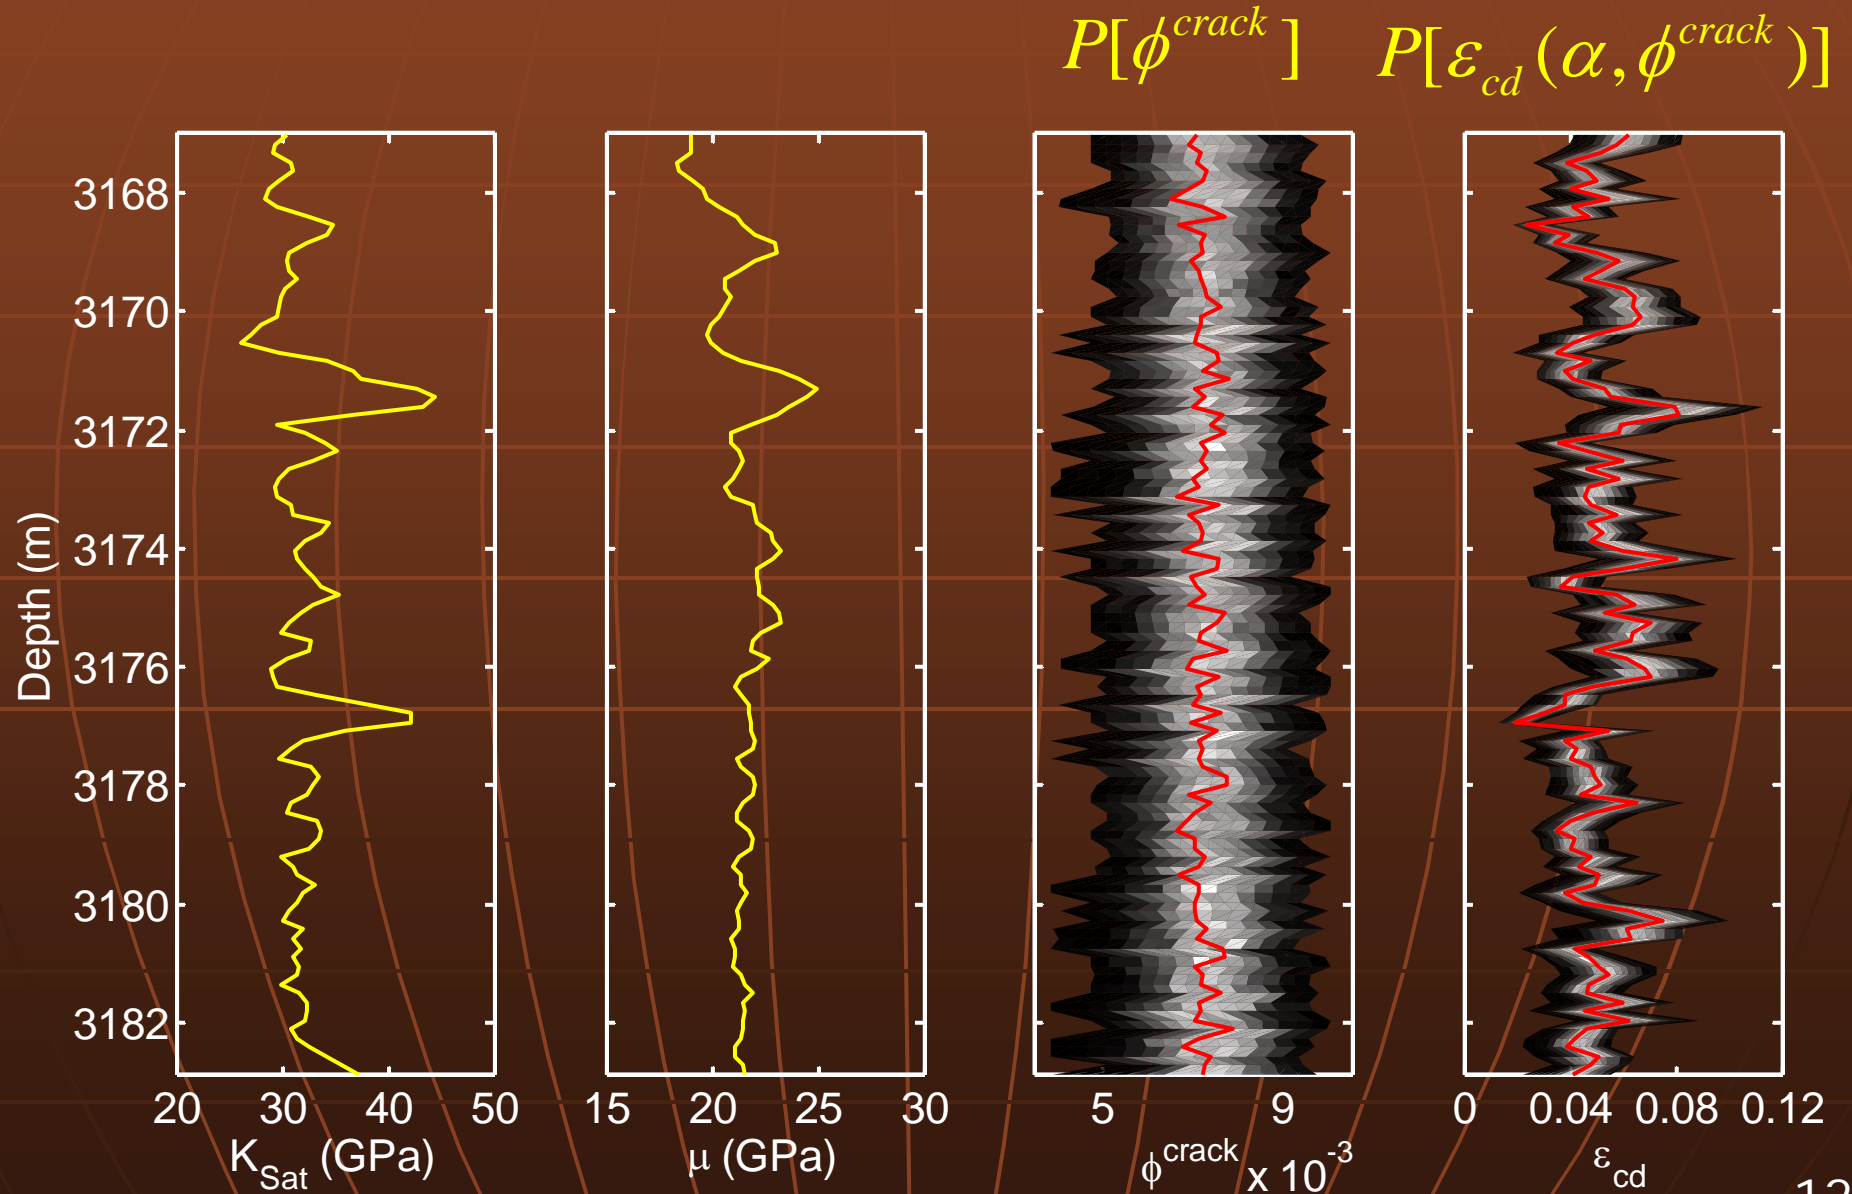 P[ϕ^crack] P[ε_cd(α,ϕ^crack)]
3168
3170
3172
3174
3176
3178
3180
3182
Depth (m)
20 30 40 50 15 20 25 30 5 9 0 0.04 0.08 0.12
K_Sat (GPa) μ (GPa) ϕ^crack x 10^-3 ε_cd